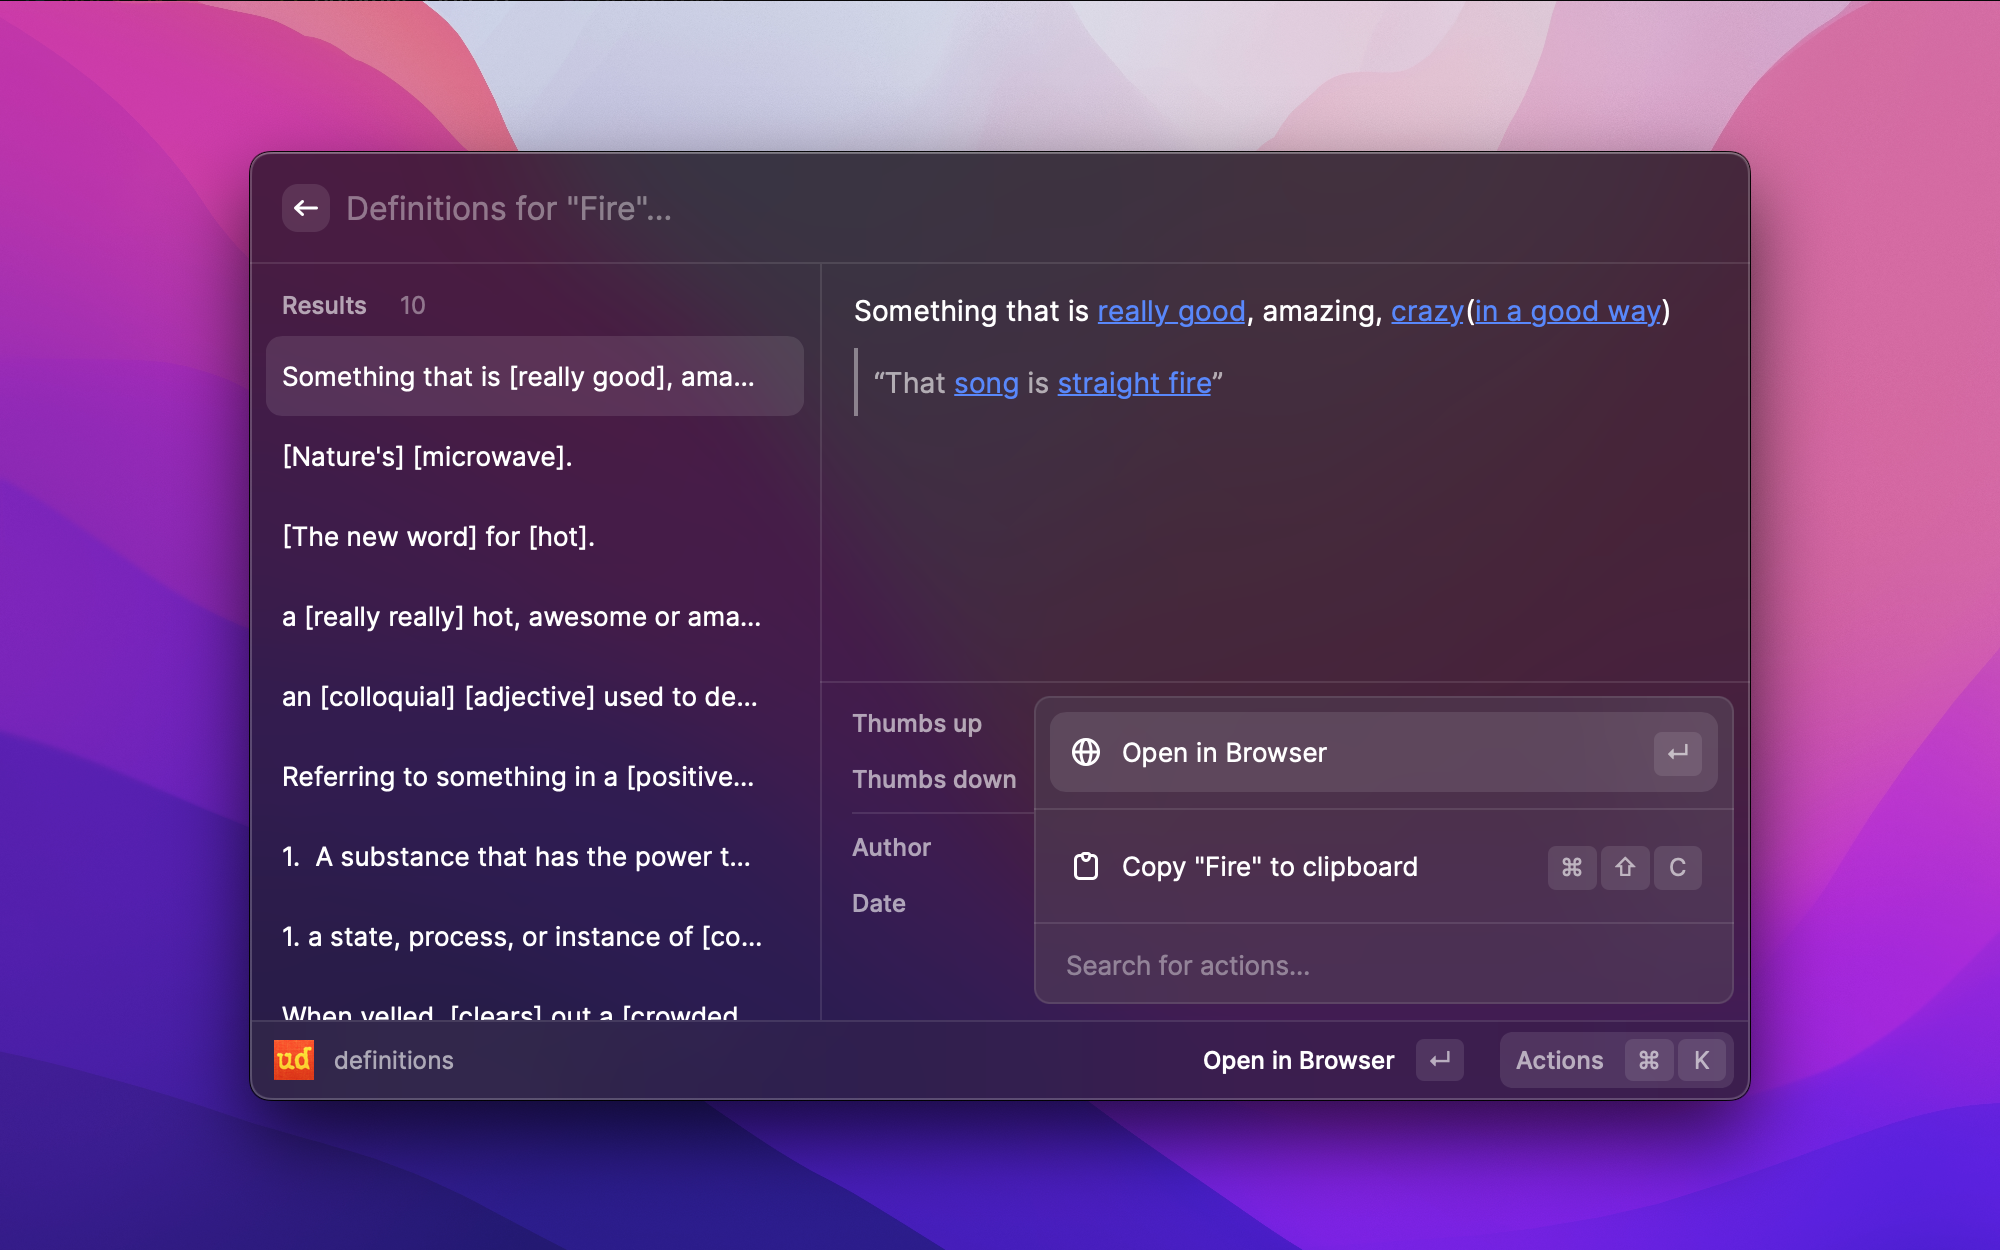 Definitions for "Fire"...
Results 10
Something that is [really good], ama...
[Nature's] [microwave].
[The new word] for [hot].
a [really really] hot, awesome or ama...
an [colloquial] [adjective] used to de...
Referring to something in a [positive...
1.  A substance that has the power t...
1. a state, process, or instance of [co...
When yelled, [clears] out a [crowded
Something that is really good, amazing, crazy(in a good way)
“That song is straight fire”
Thumbs up
Thumbs down
Author
Date
Open in Browser ↵
Copy "Fire" to clipboard ⌘ ⇧ C
Search for actions...
ud definitions
Open in Browser ↵ Actions ⌘ K